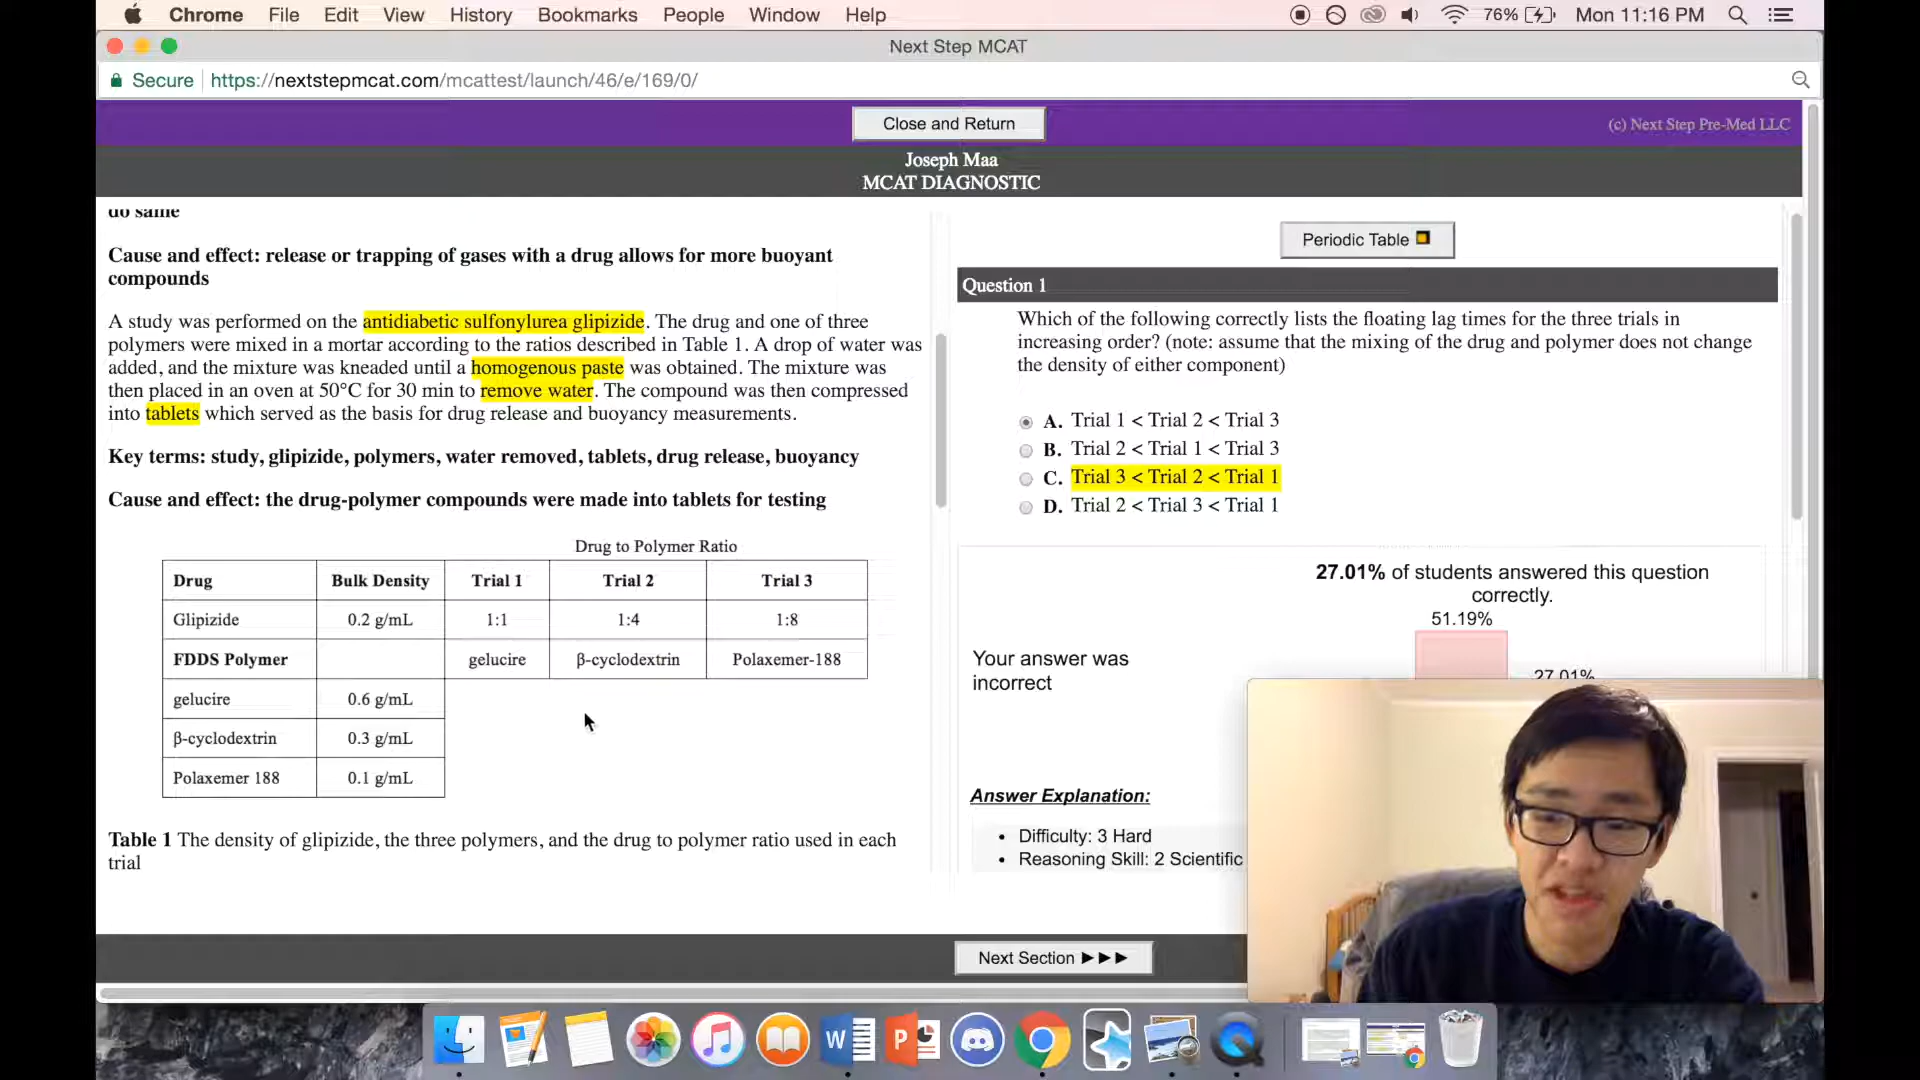 Chrome File Edit View History Bookmarks People Window Help 76% Mon 11:16 PM
Next Step MCAT
Secure https://nextstepmcat.com/mcattest/launch/46/e/169/0/
Close and Return
(c) Next Step Pre-Med LLC
Joseph Maa
MCAT DIAGNOSTIC
do same
Cause and effect: release or trapping of gases with a drug allows for more buoyant
compounds
A study was performed on the antidiabetic sulfonylurea glipizide. The drug and one of three
polymers were mixed in a mortar according to the ratios described in Table 1. A drop of water was
added, and the mixture was kneaded until a homogenous paste was obtained. The mixture was
then placed in an oven at 50°C for 30 min to remove water. The compound was then compressed
into tablets which served as the basis for drug release and buoyancy measurements.
Key terms: study, glipizide, polymers, water removed, tablets, drug release, buoyancy
Cause and effect: the drug-polymer compounds were made into tablets for testing
Drug to Polymer Ratio
Drug Bulk Density Trial 1 Trial 2 Trial 3
Glipizide 0.2 g/mL 1:1 1:4 1:8
FDDS Polymer gelucire β-cyclodextrin Polaxemer-188
gelucire 0.6 g/mL
β-cyclodextrin 0.3 g/mL
Polaxemer 188 0.1 g/mL
Table 1 The density of glipizide, the three polymers, and the drug to polymer ratio used in each
trial
Periodic Table
Question 1
Which of the following correctly lists the floating lag times for the three trials in
increasing order? (note: assume that the mixing of the drug and polymer does not change
the density of either component)
A. Trial 1 < Trial 2 < Trial 3
B. Trial 2 < Trial 1 < Trial 3
C. Trial 3 < Trial 2 < Trial 1
D. Trial 2 < Trial 3 < Trial 1
27.01% of students answered this question
correctly.
51.19%
27.01%
Your answer was
incorrect
Answer Explanation:
• Difficulty: 3 Hard
• Reasoning Skill: 2 Scientific
Next Section ►►►
W
P